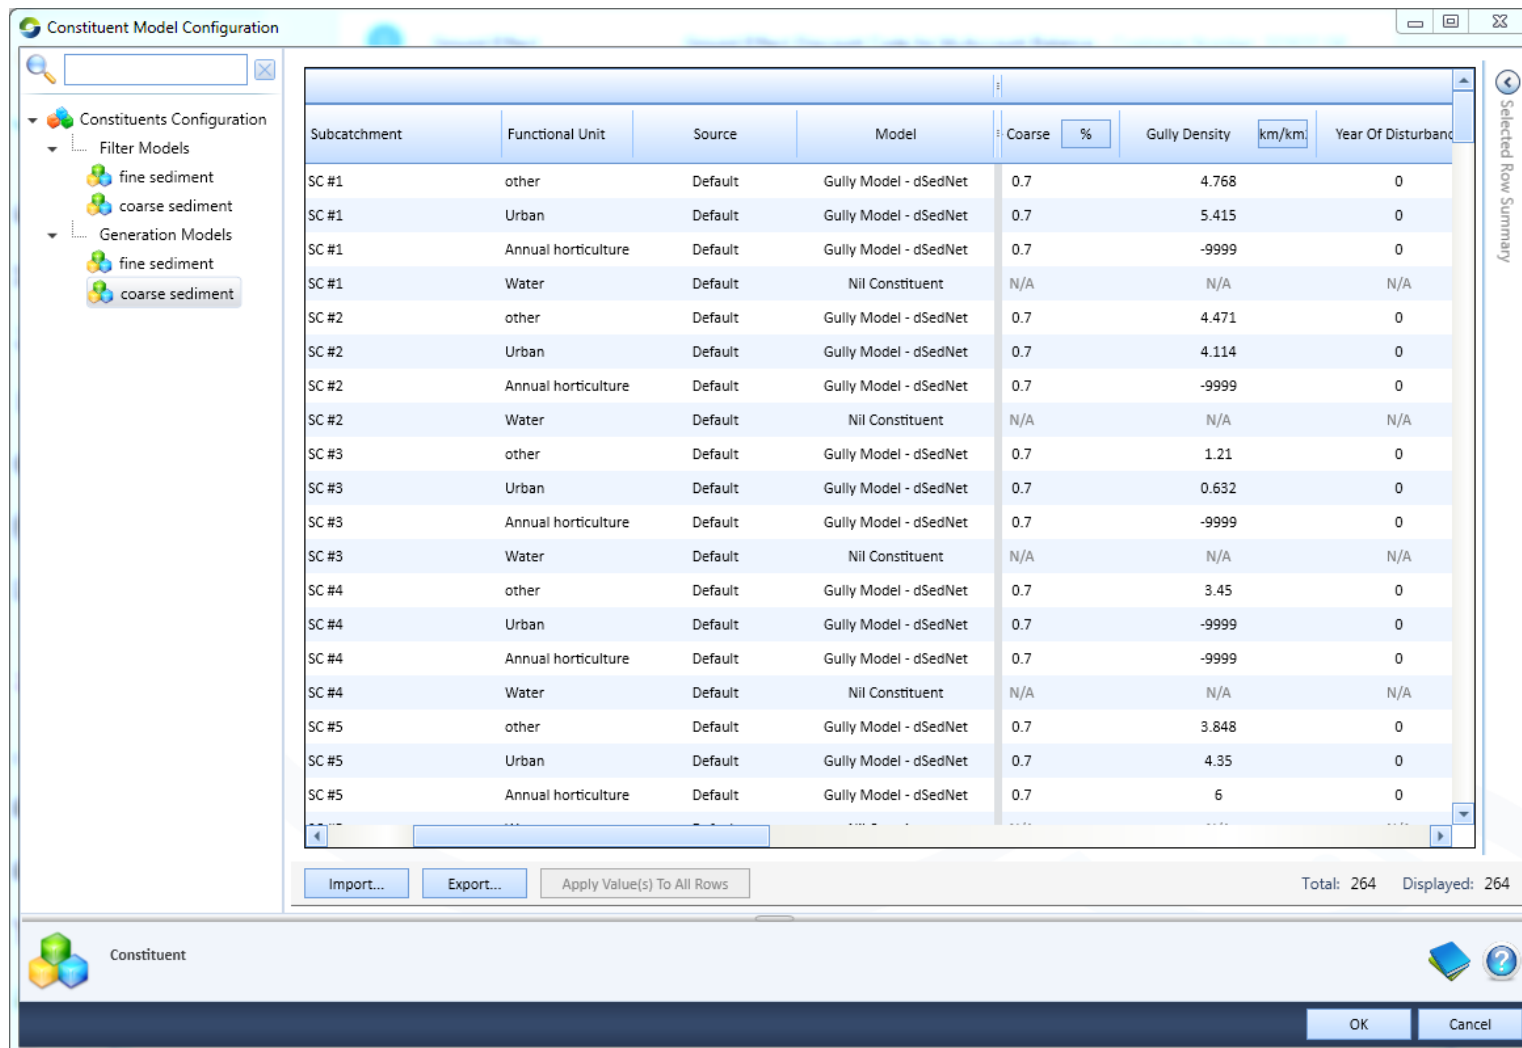 Constituent Model Configuration
Constituents Configuration
Filter Models
fine sediment
coarse sediment
Generation Models
fine sediment
coarse sediment
Subcatchment Functional Unit Source Model Coarse % Gully Density km/km Year Of Disturbanc
SC #1 other Default Gully Model - dSedNet 0.7 4.768 0
SC #1 Urban Default Gully Model - dSedNet 0.7 5.415 0
SC #1 Annual horticulture Default Gully Model - dSedNet 0.7 -9999 0
SC #1 Water Default Nil Constituent N/A N/A N/A
SC #2 other Default Gully Model - dSedNet 0.7 4.471 0
SC #2 Urban Default Gully Model - dSedNet 0.7 4.114 0
SC #2 Annual horticulture Default Gully Model - dSedNet 0.7 -9999 0
SC #2 Water Default Nil Constituent N/A N/A N/A
SC #3 other Default Gully Model - dSedNet 0.7 1.21 0
SC #3 Urban Default Gully Model - dSedNet 0.7 0.632 0
SC #3 Annual horticulture Default Gully Model - dSedNet 0.7 -9999 0
SC #3 Water Default Nil Constituent N/A N/A N/A
SC #4 other Default Gully Model - dSedNet 0.7 3.45 0
SC #4 Urban Default Gully Model - dSedNet 0.7 -9999 0
SC #4 Annual horticulture Default Gully Model - dSedNet 0.7 -9999 0
SC #4 Water Default Nil Constituent N/A N/A N/A
SC #5 other Default Gully Model - dSedNet 0.7 3.848 0
SC #5 Urban Default Gully Model - dSedNet 0.7 4.35 0
SC #5 Annual horticulture Default Gully Model - dSedNet 0.7 6 0
Selected Row Summary
Import... Export... Apply Value(s) To All Rows Total: 264 Displayed: 264
Constituent
OK Cancel